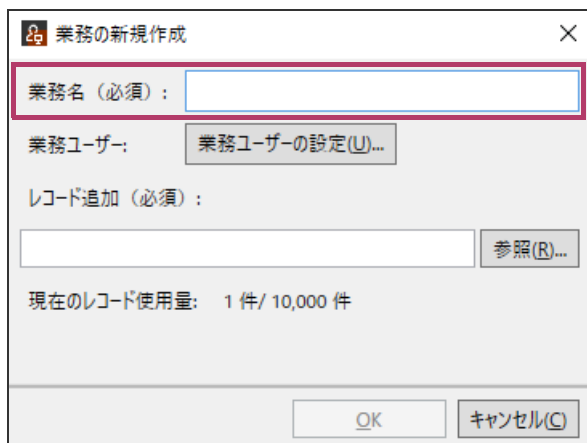 業務の新規作成
業務名（必須）:
業務ユーザー: 業務ユーザーの設定(U)...
レコード追加（必須）:
参照(R)...
現在のレコード使用量: 1 件/ 10,000 件
OK キャンセル(C)